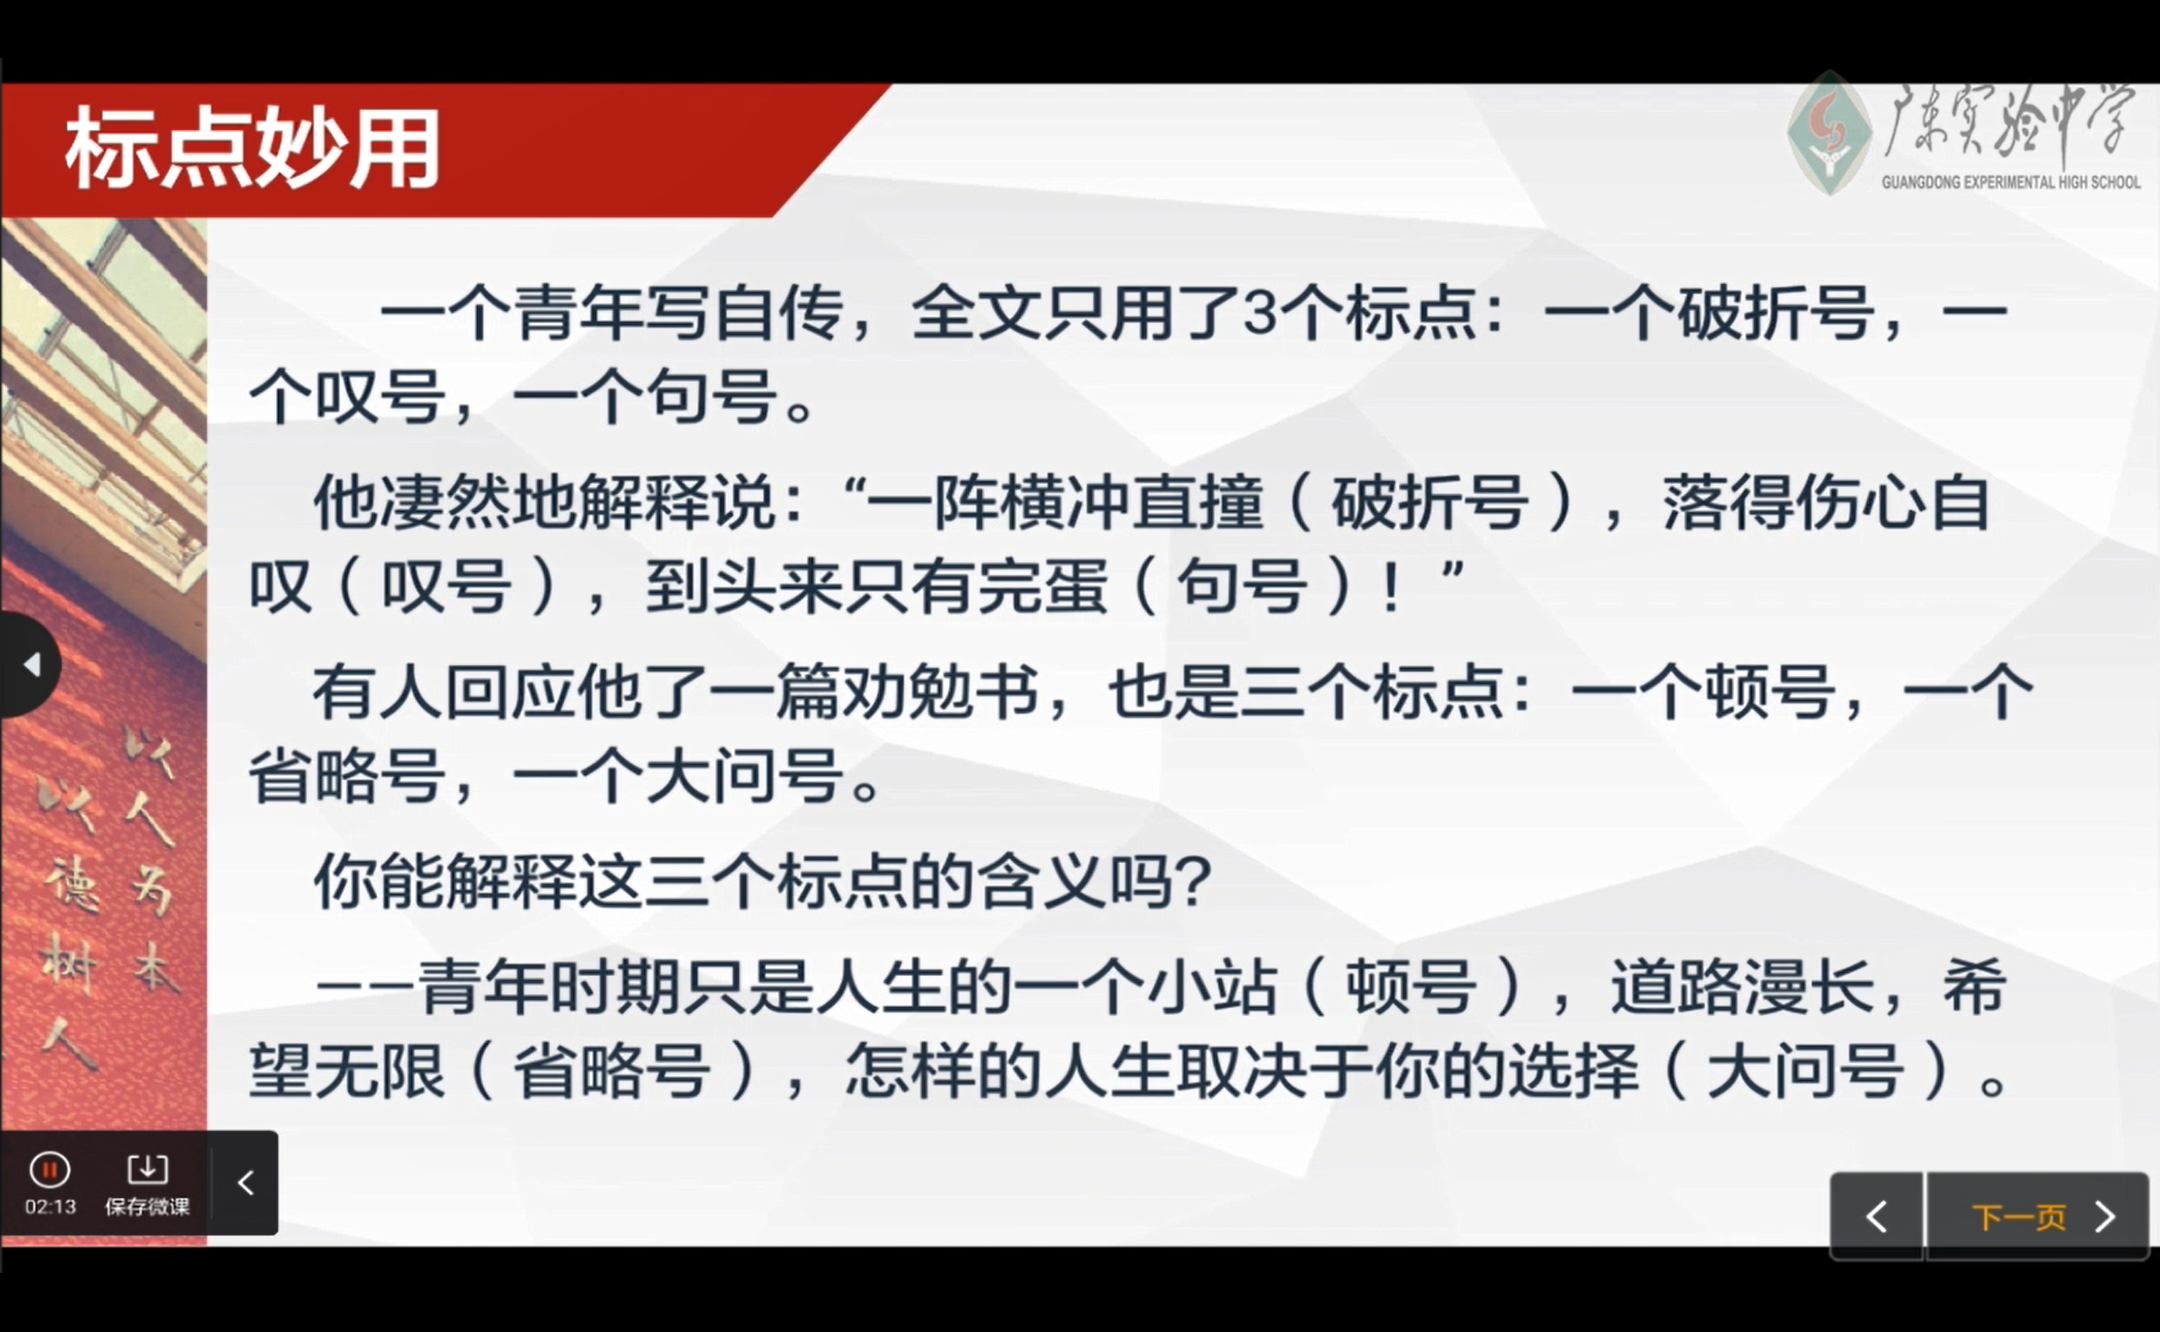 标点妙用
广东实验中学
GUANGDONG EXPERIMENTAL HIGH SCHOOL
一个青年写自传，全文只用了3个标点：一个破折号，一
个叹号，一个句号。
他凄然地解释说：“一阵横冲直撞（破折号），落得伤心自
叹（叹号），到头来只有完蛋（句号）！”
有人回应他了一篇劝勉书，也是三个标点：一个顿号，一个
省略号，一个大问号。
你能解释这三个标点的含义吗？
——青年时期只是人生的一个小站（顿号），道路漫长，希
望无限（省略号），怎样的人生取决于你的选择（大问号）。
以人为本
以德树人
02:13
保存微课
下一页